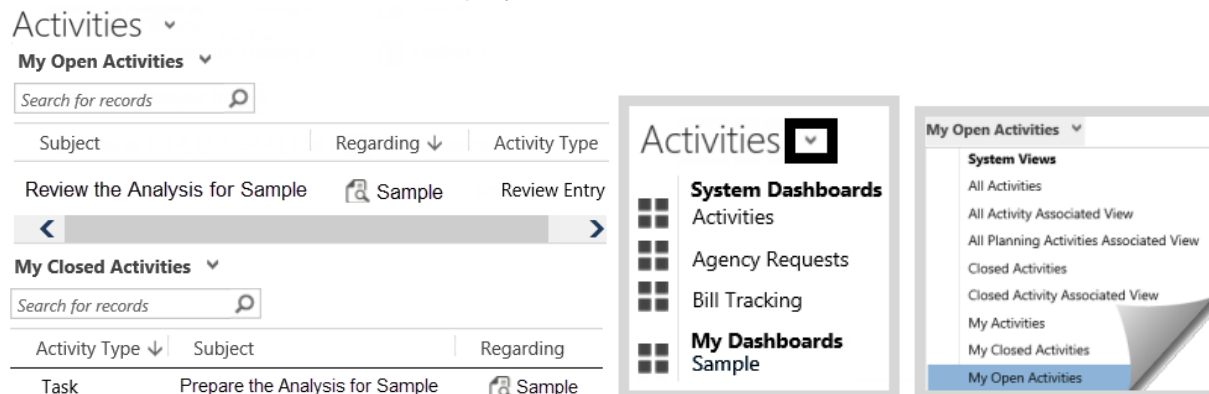 Activities
My Open Activities
Search for records
Subject Regarding Activity Type
Review the Analysis for Sample Sample Review Entry
My Closed Activities
Search for records
Activity Type Subject Regarding
Task Prepare the Analysis for Sample Sample
Activities
System Dashboards
Activities
Agency Requests
Bill Tracking
My Dashboards
Sample
My Open Activities
System Views
All Activities
All Activity Associated View
All Planning Activities Associated View
Closed Activities
Closed Activity Associated View
My Activities
My Closed Activities
My Open Activities